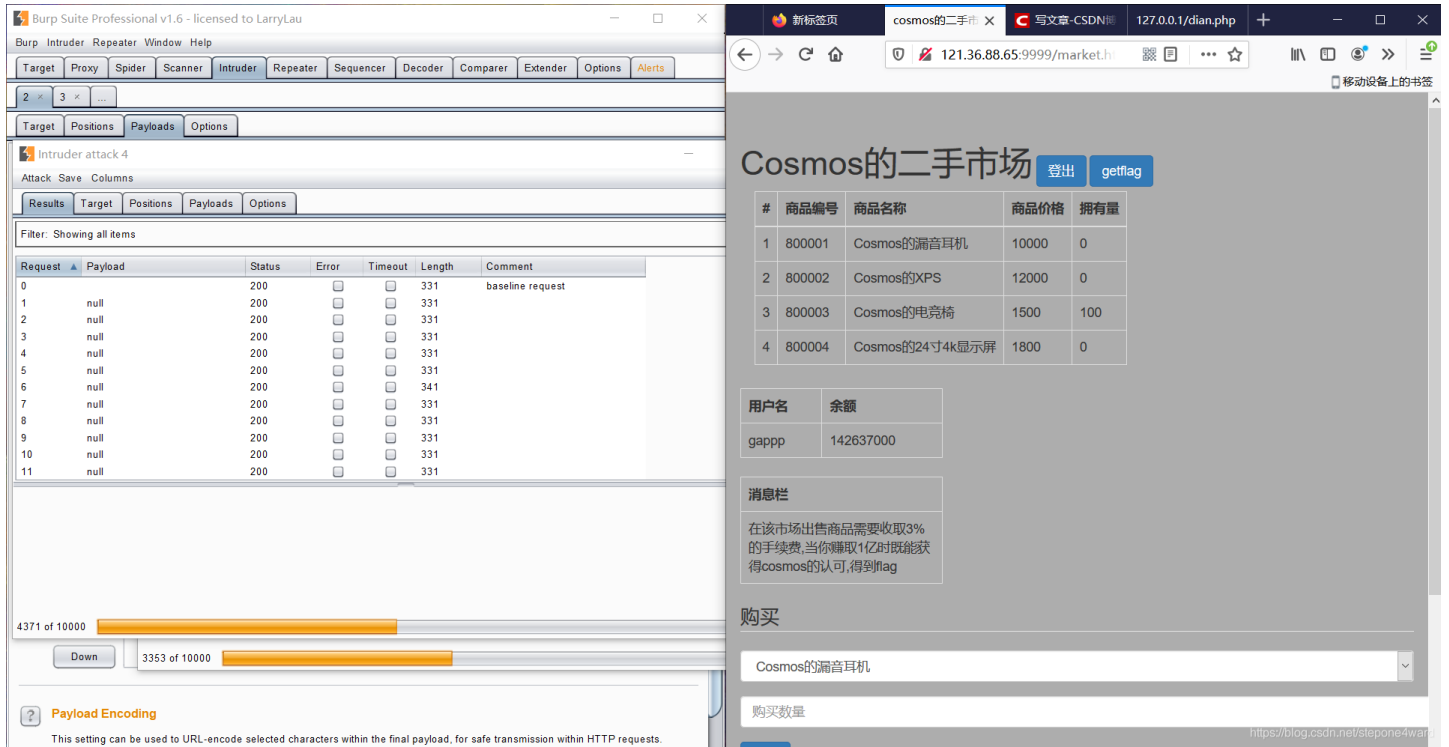 Burp Suite Professional v1.6 - licensed to LarryLau
Burp Intruder Repeater Window Help
Target Proxy Spider Scanner Intruder Repeater Sequencer Decoder Comparer Extender Options Alerts
2 × 3 × ...
Target Positions Payloads Options
Intruder attack 4
Attack Save Columns
Results Target Positions Payloads Options
Filter: Showing all items
Request Payload Status Error Timeout Length Comment
0 200 331 baseline request
1 null 200 331
2 null 200 331
3 null 200 331
4 null 200 331
5 null 200 331
6 null 200 341
7 null 200 331
8 null 200 331
9 null 200 331
10 null 200 331
11 null 200 331
4371 of 10000
Down
3353 of 10000
?
Payload Encoding
This setting can be used to URL-encode selected characters within the final payload, for safe transmission within HTTP requests.
新标签页 cosmos的二手市 写文章-CSDN博 127.0.0.1/dian.php
121.36.88.65:9999/market.h
移动设备上的书签
Cosmos的二手市场 登出 getflag
# 商品编号 商品名称 商品价格 拥有量
1 800001 Cosmos的漏音耳机 10000 0
2 800002 Cosmos的XPS 12000 0
3 800003 Cosmos的电竞椅 1500 100
4 800004 Cosmos的24寸4k显示屏 1800 0
用户名 余额
gappp 142637000
消息栏
在该市场出售商品需要收取3%
的手续费,当你赚取1亿时既能获
得cosmos的认可,得到flag
购买
Cosmos的漏音耳机
购买数量
https://blog.csdn.net/stepone4ward